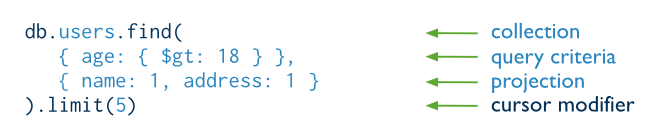 db.users.find( collection
{ age: { $gt: 18 } }, query criteria
{ name: 1, address: 1 } projection
).limit(5) cursor modifier